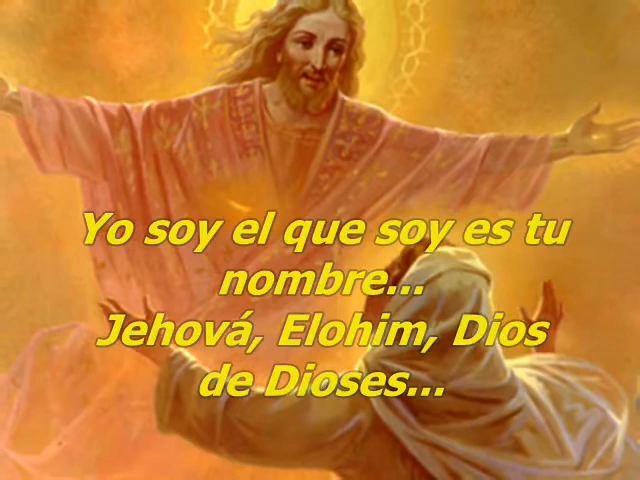 Yo soy el que soy es tu
nombre...
Jehová, Elohim, Dios
de Dioses...